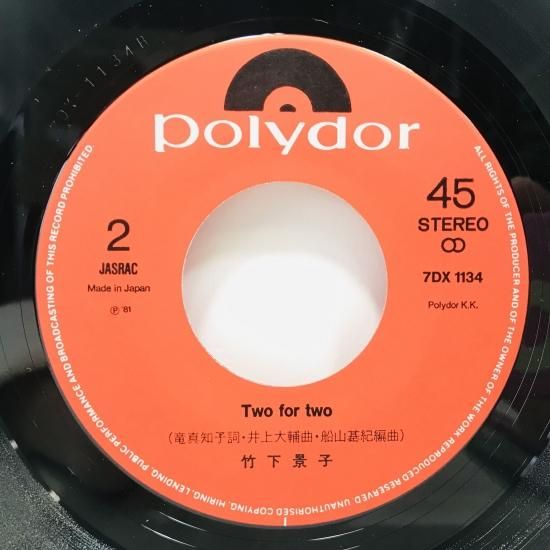 polydor
2
JASRAC
Made in Japan
Ⓟ '81
45
STEREO
7DX 1134
Polydor K.K.
Two for two
(竜真知子詞・井上大輔曲・船山基紀編曲)
竹下景子
ALL RIGHTS OF THE PRODUCER AND OF THE OWNER OF THE WORK REPRODUCED RESERVED. UNAUTHORISED COPYING, HIRING, LENDING, PUBLIC PERFORMANCE AND BROADCASTING OF THIS RECORD PROHIBITED.